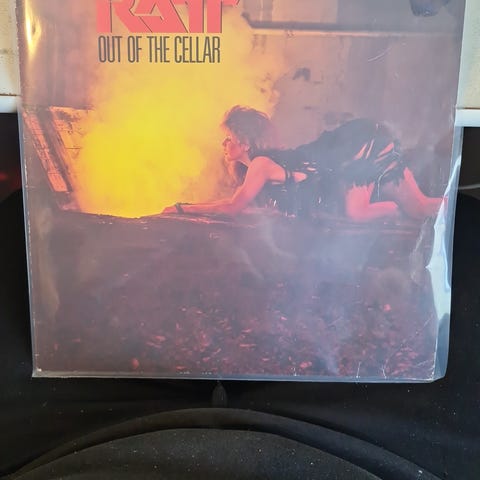 RATT
OUT OF THE CELLAR